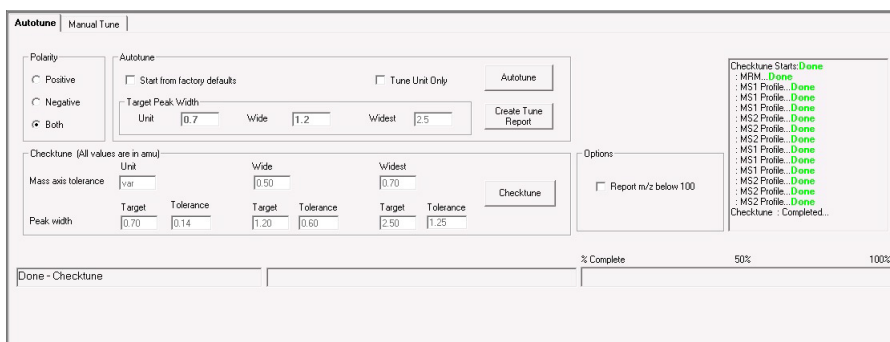 Autotune Manual Tune
Polarity
Positive
Negative
Both
Autotune
Start from factory defaults Tune Unit Only Autotune
Target Peak Width
Unit 0.7 Wide 1.2 Widest 2.5
Create Tune
Report
Checktune (All values are in amu)
Unit Wide Widest
Mass axis tolerance var 0.50 0.70
Target Tolerance Target Tolerance Target Tolerance
Peak width 0.70 0.14 1.20 0.60 2.50 1.25
Checktune
Options
Report m/z below 100
Checktune Starts:Done
: MRM...Done
: MS1 Profile...Done
: MS1 Profile...Done
: MS1 Profile...Done
: MS2 Profile...Done
: MS2 Profile...Done
: MS2 Profile...Done
: MS1 Profile...Done
: MS1 Profile...Done
: MS1 Profile...Done
: MS2 Profile...Done
: MS2 Profile...Done
: MS2 Profile...Done
Checktune : Completed...
% Complete 50% 100%
Done - Checktune